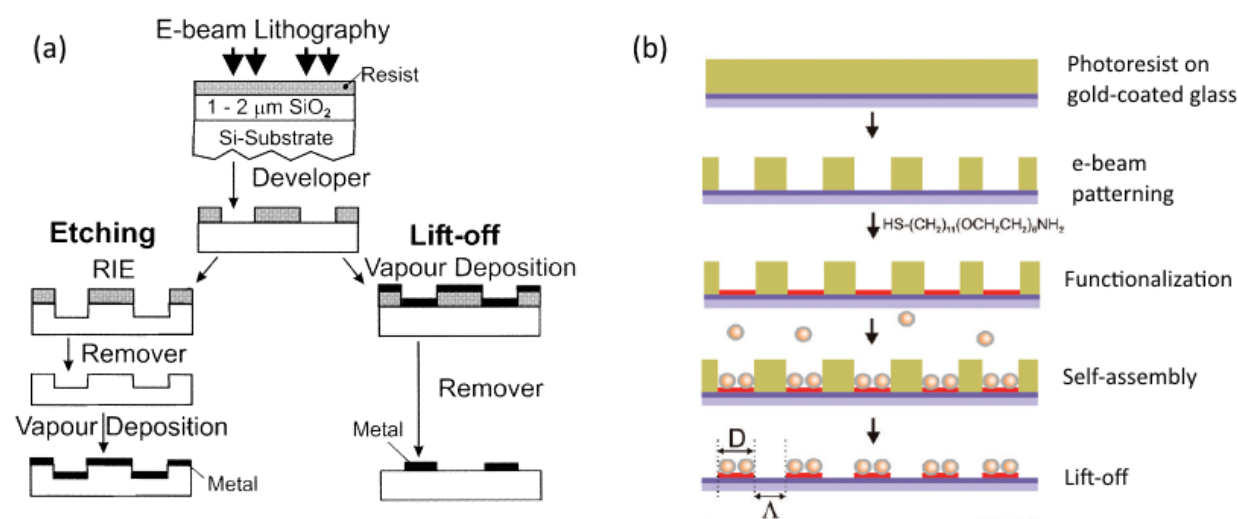 (a)
E-beam Lithography
Resist
1 - 2 μm SiO₂
Si-Substrate
Developer
Etching
RIE
Remover
Vapour Deposition
Metal
Lift-off
Vapour Deposition
Remover
Metal
(b)
Photoresist on
gold-coated glass
e-beam
patterning
HS-(CH₂)₁₁(OCH₂CH₂)₆NH₂
Functionalization
Self-assembly
D
Lift-off
Λ